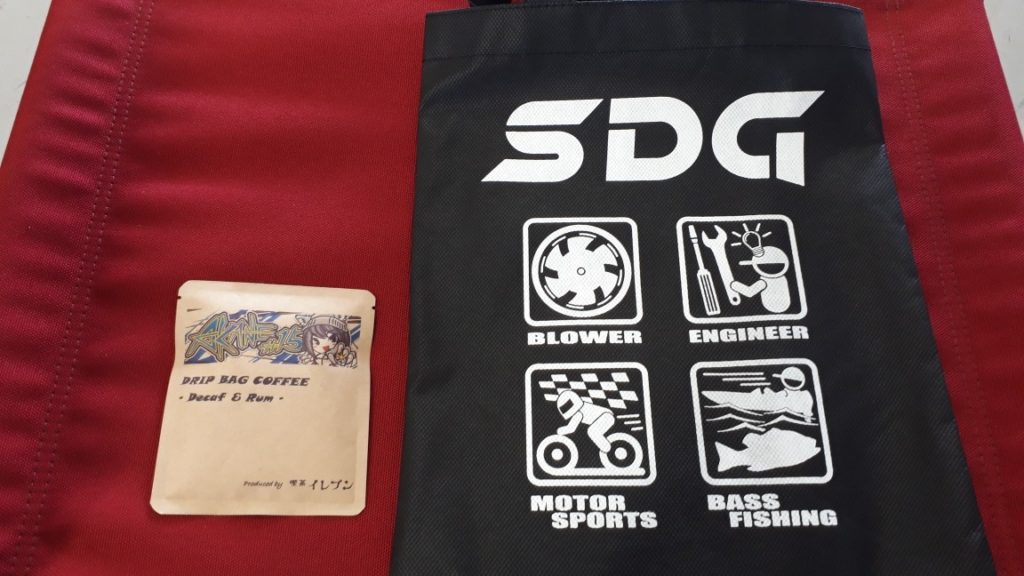 DRIP BAG COFFEE
- Decaf & Rum -
Produced by 喫茶 イレブン
SDG
BLOWER
ENGINEER
MOTOR
SPORTS
BASS
FISHING